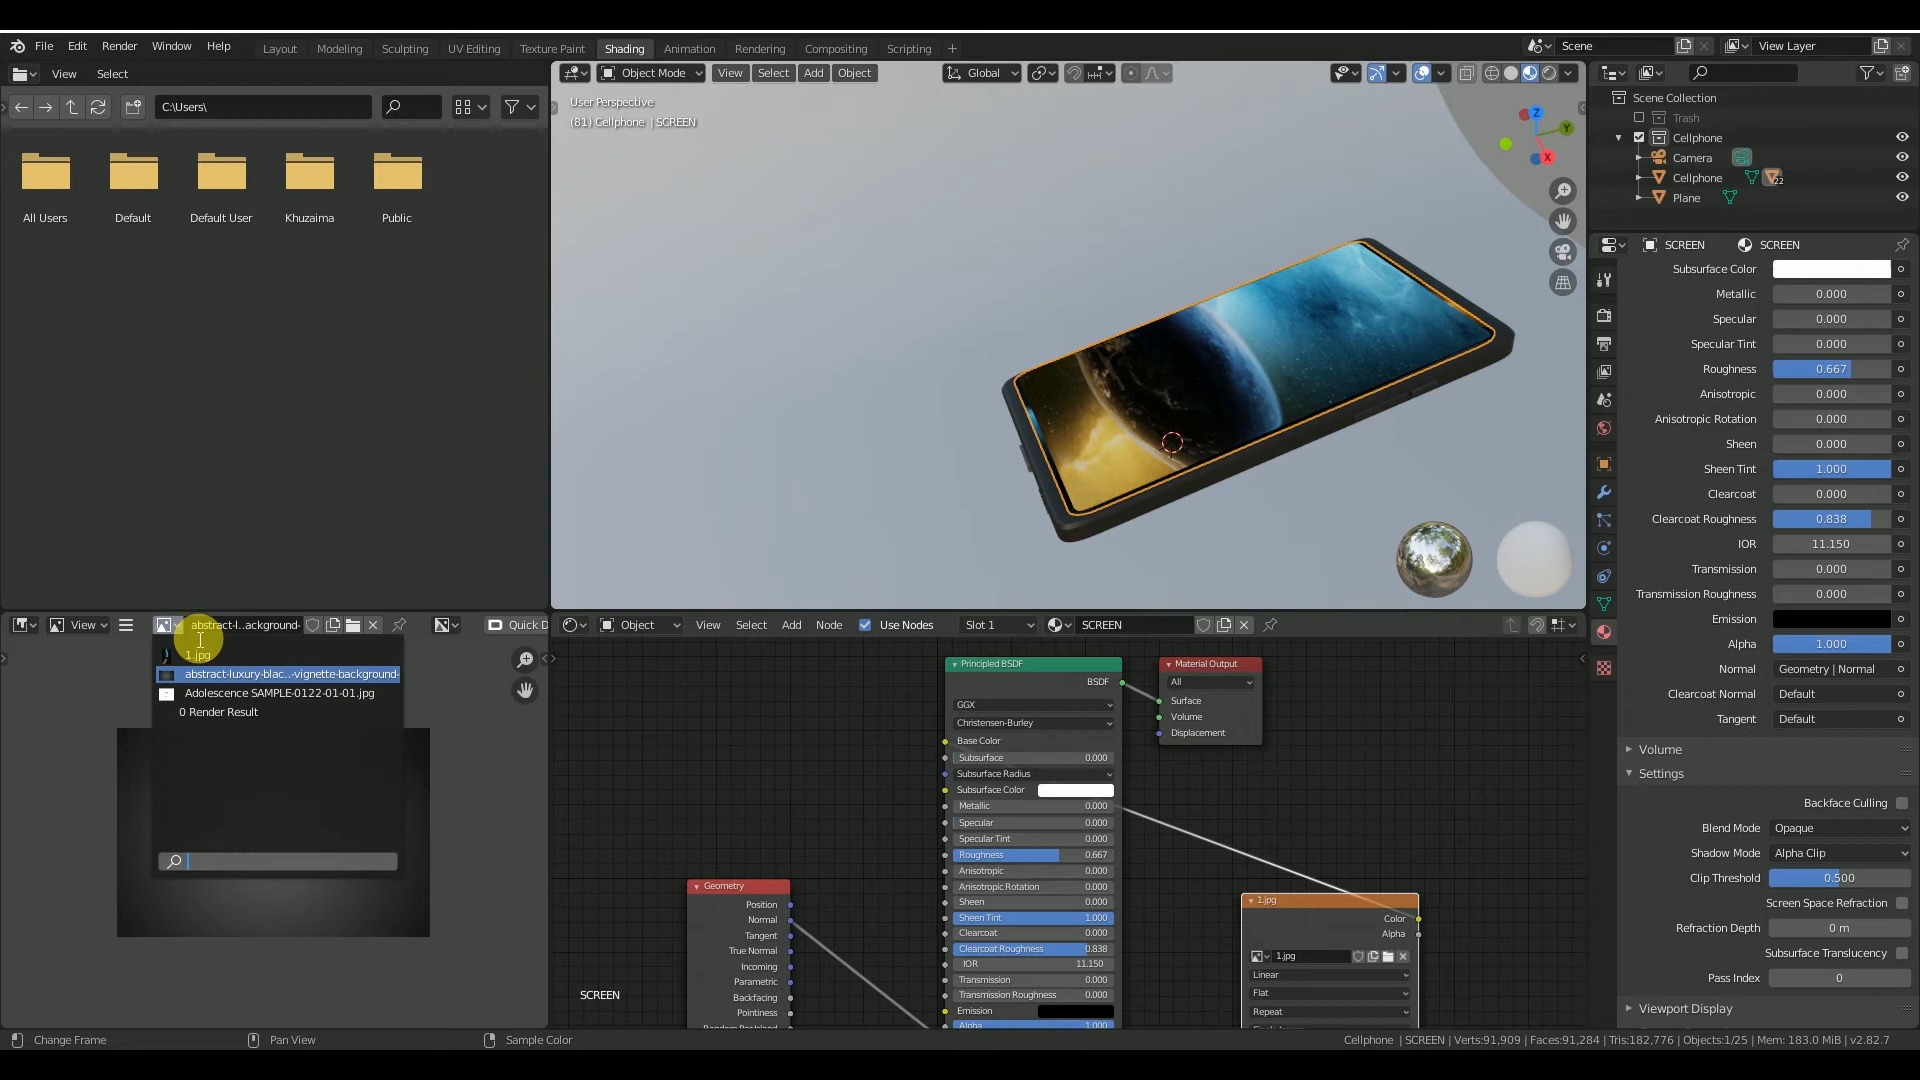 File Edit Render Window Help
Layout Modeling Sculpting UV Editing Texture Paint Shading Animation Rendering Compositing Scripting
Scene
View Layer
View Select
C:\Users\
All Users Default Default User Khuzaima Public
Object Mode View Select Add Object
Global
User Perspective
(81) Cellphone | SCREEN
Z
Y
X
Scene Collection
Trash
Cellphone
Camera
Cellphone 22
Plane
SCREEN SCREEN
Subsurface Color
Metallic 0.000
Specular 0.000
Specular Tint 0.000
Roughness 0.667
Anisotropic 0.000
Anisotropic Rotation 0.000
Sheen 0.000
Sheen Tint 1.000
Clearcoat 0.000
Clearcoat Roughness 0.838
IOR 11.150
Transmission 0.000
Transmission Roughness 0.000
Emission
Alpha 1.000
Normal Geometry | Normal
Clearcoat Normal Default
Tangent Default
Volume
Settings
Backface Culling
Blend Mode Opaque
Shadow Mode Alpha Clip
Clip Threshold 0.500
Screen Space Refraction
Refraction Depth 0 m
Subsurface Translucency
Pass Index 0
Viewport Display
View abstract-l..ackground- Quick D
1.jpg
abstract-luxury-blac..-vignette-background-
Adolescence SAMPLE-0122-01-01.jpg
0 Render Result
Object View Select Add Node Use Nodes Slot 1 SCREEN
Principled BSDF
BSDF
GGX
Christensen-Burley
Base Color
Subsurface 0.000
Subsurface Radius
Subsurface Color
Metallic 0.000
Specular 0.000
Specular Tint 0.000
Roughness 0.667
Anisotropic 0.000
Anisotropic Rotation 0.000
Sheen 0.000
Sheen Tint 1.000
Clearcoat 0.000
Clearcoat Roughness 0.838
IOR 11.150
Transmission 0.000
Transmission Roughness 0.000
Emission
Alpha 1.000
Material Output
All
Surface
Volume
Displacement
Geometry
Position
Normal
Tangent
True Normal
Incoming
Parametric
Backfacing
Pointiness
1.jpg
Color
Alpha
1.jpg
Linear
Flat
Repeat
SCREEN
Change Frame Pan View Sample Color
Cellphone | SCREEN | Verts:91,909 | Faces:91,284 | Tris:182,776 | Objects:1/25 | Mem: 183.0 MiB | v2.82.7